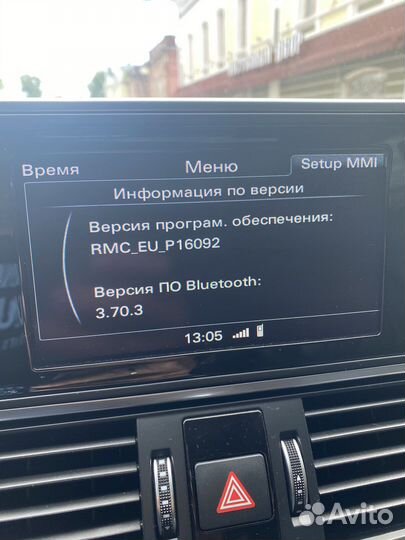 Время Меню Setup MMI
Информация по версии
Версия програм. обеспечения:
RMC_EU_P16092
Версия ПО Bluetooth:
3.70.3
13:05
Avito